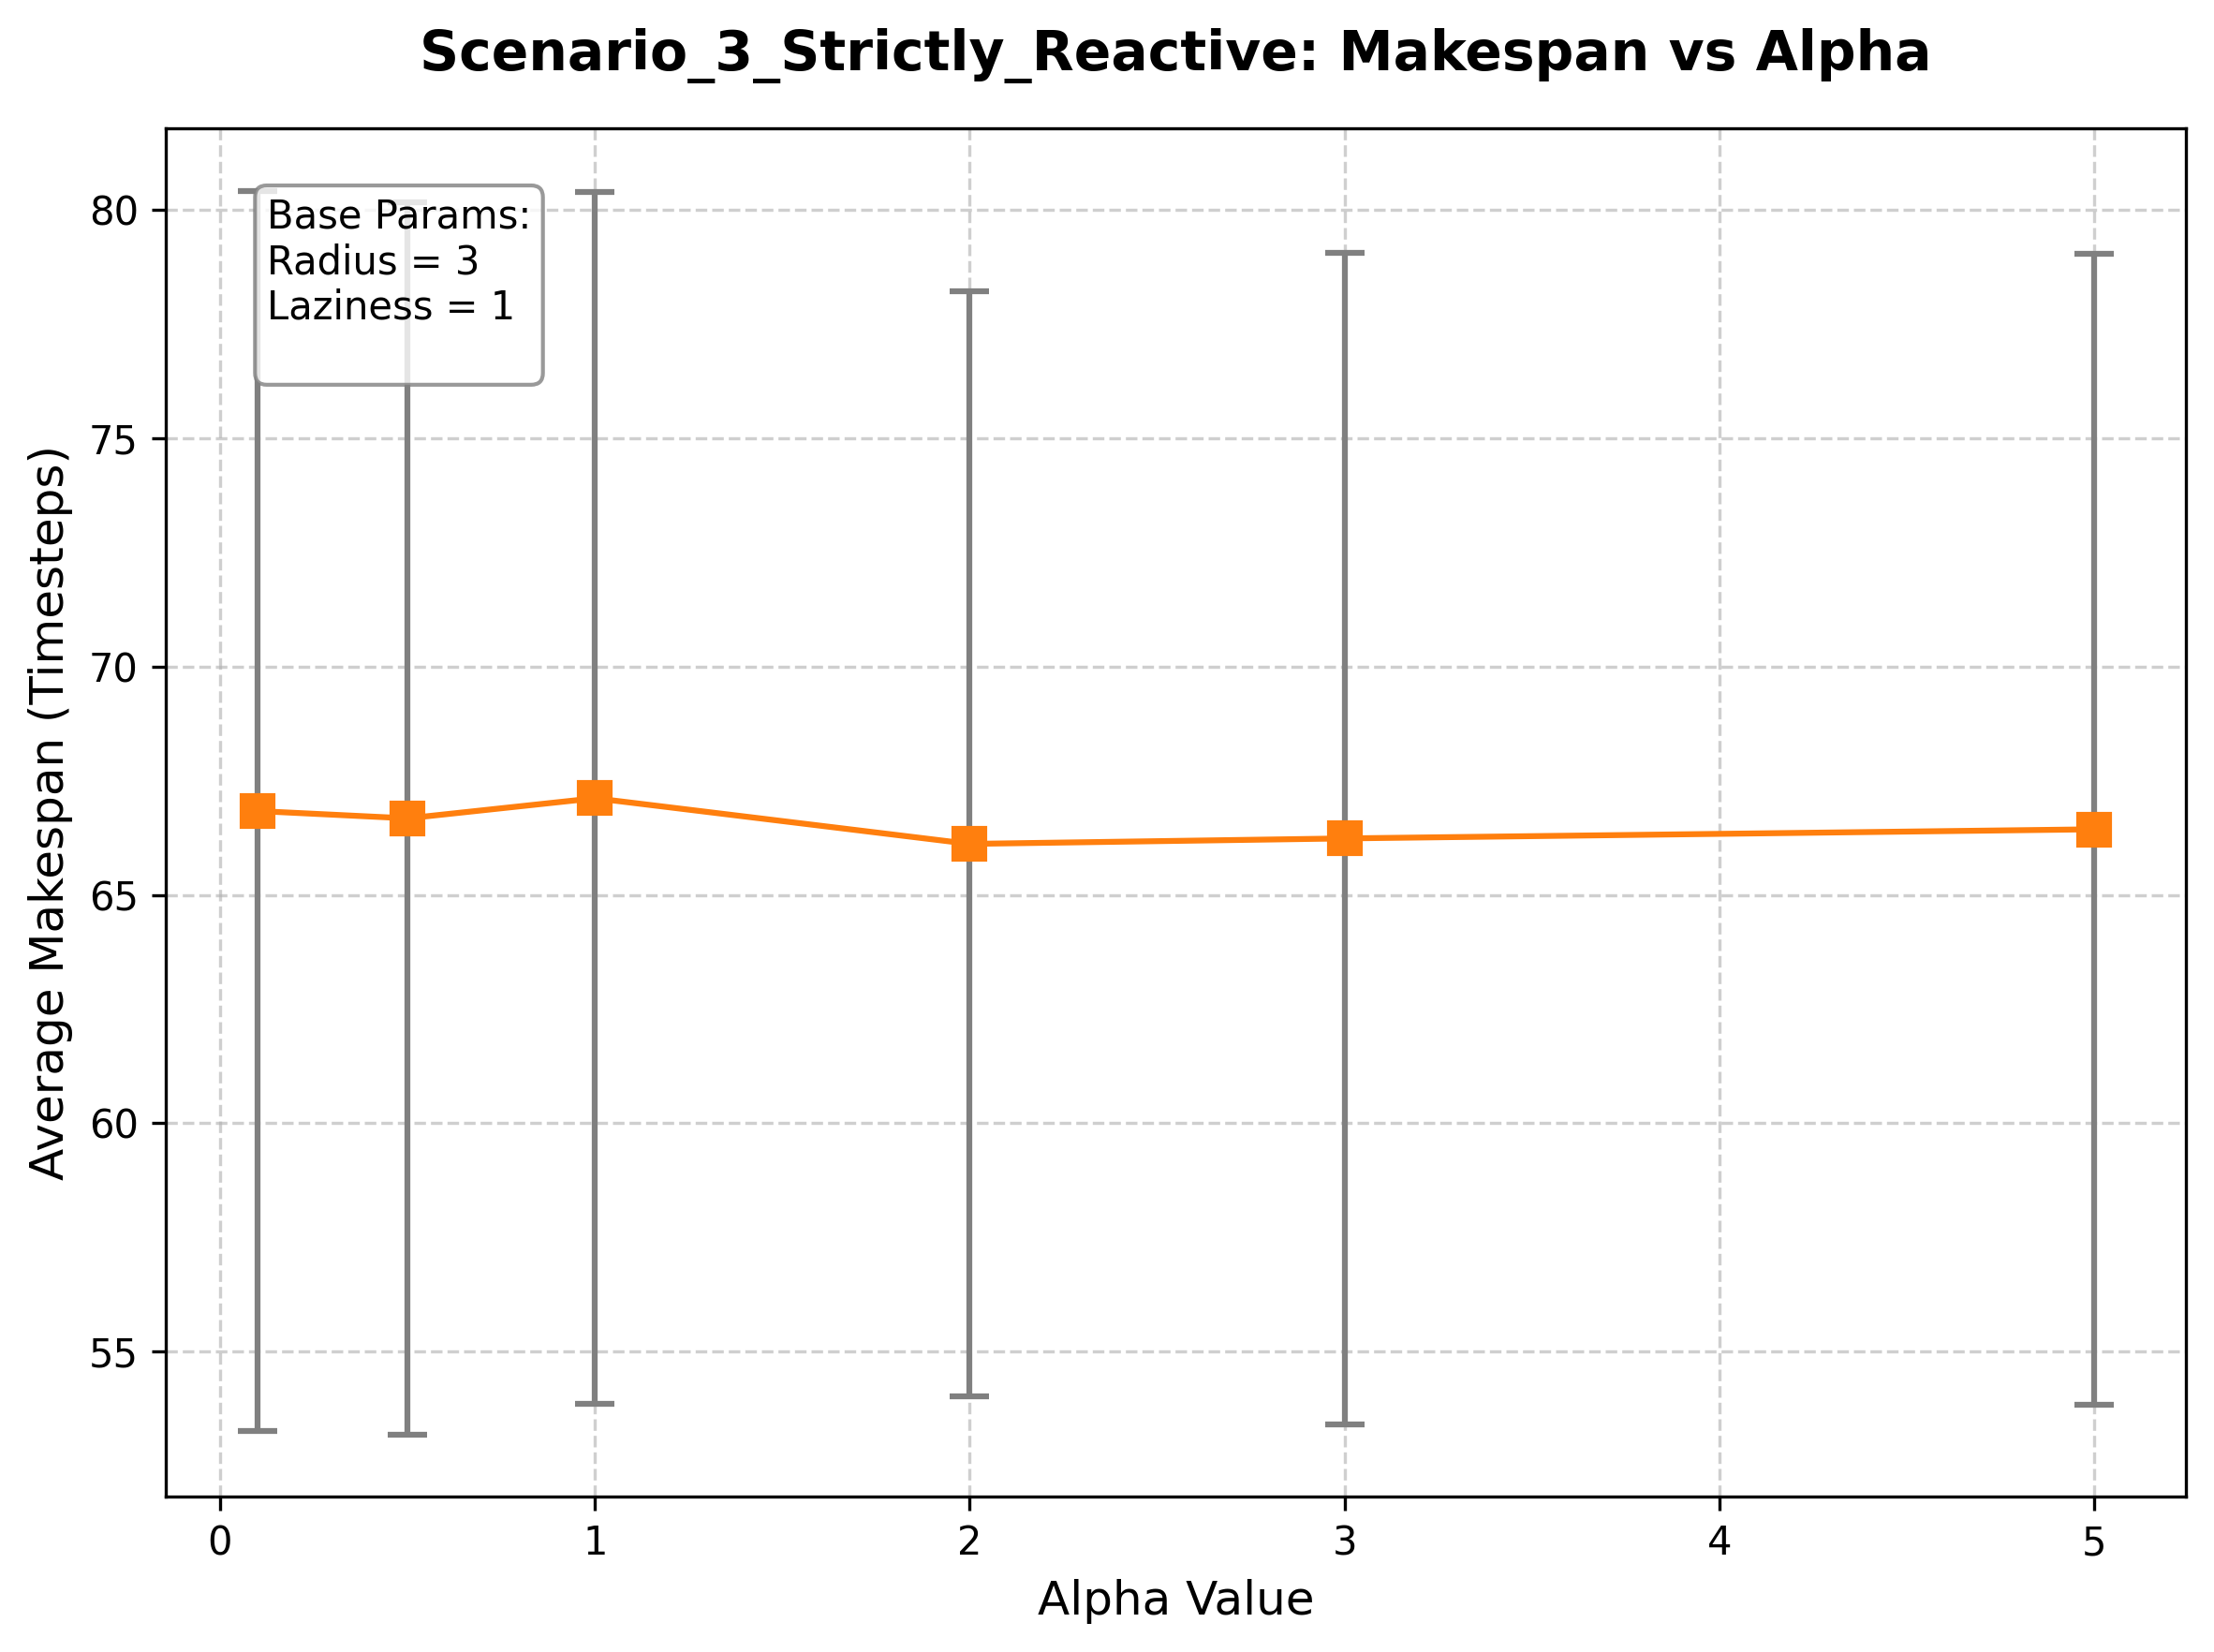 Scenario_3_Strictly_Reactive: Makespan vs Alpha
Base Params:
Radius = 3
Laziness = 1
Average Makespan (Timesteps)
80
75
70
65
60
55
0 1 2 3 4 5
Alpha Value